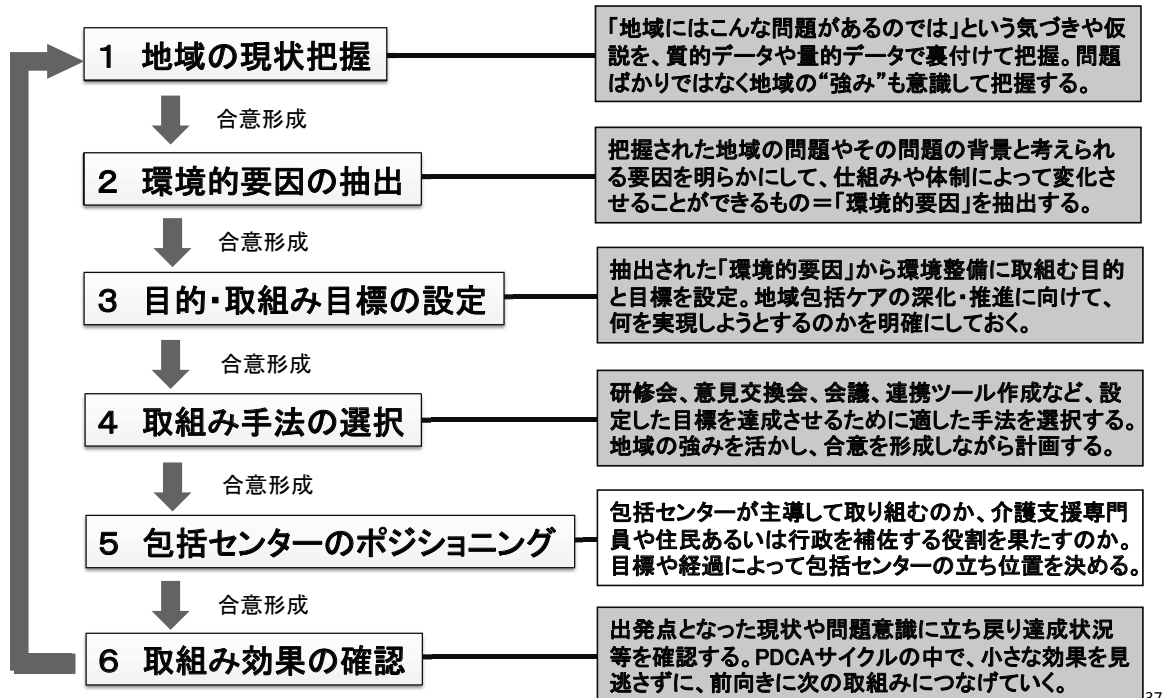 1 地域の現状把握
「地域にはこんな問題があるのでは」という気づきや仮
説を、質的データや量的データで裏付けて把握。問題
ばかりではなく地域の“強み”も意識して把握する。
合意形成
2 環境的要因の抽出
把握された地域の問題やその問題の背景と考えられ
る要因を明らかにして、仕組みや体制によって変化さ
せることができるもの＝「環境的要因」を抽出する。
合意形成
3 目的・取組み目標の設定
抽出された「環境的要因」から環境整備に取組む目的
と目標を設定。地域包括ケアの深化・推進に向けて、
何を実現しようとするのかを明確にしておく。
合意形成
4 取組み手法の選択
研修会、意見交換会、会議、連携ツール作成など、設
定した目標を達成させるために適した手法を選択する。
地域の強みを活かし、合意を形成しながら計画する。
合意形成
5 包括センターのポジショニング
包括センターが主導して取り組むのか、介護支援専門
員や住民あるいは行政を補佐する役割を果たすのか。
目標や経過によって包括センターの立ち位置を決める。
合意形成
6 取組み効果の確認
出発点となった現状や問題意識に立ち戻り達成状況
等を確認する。PDCAサイクルの中で、小さな効果を見
逃さずに、前向きに次の取組みにつなげていく。
37